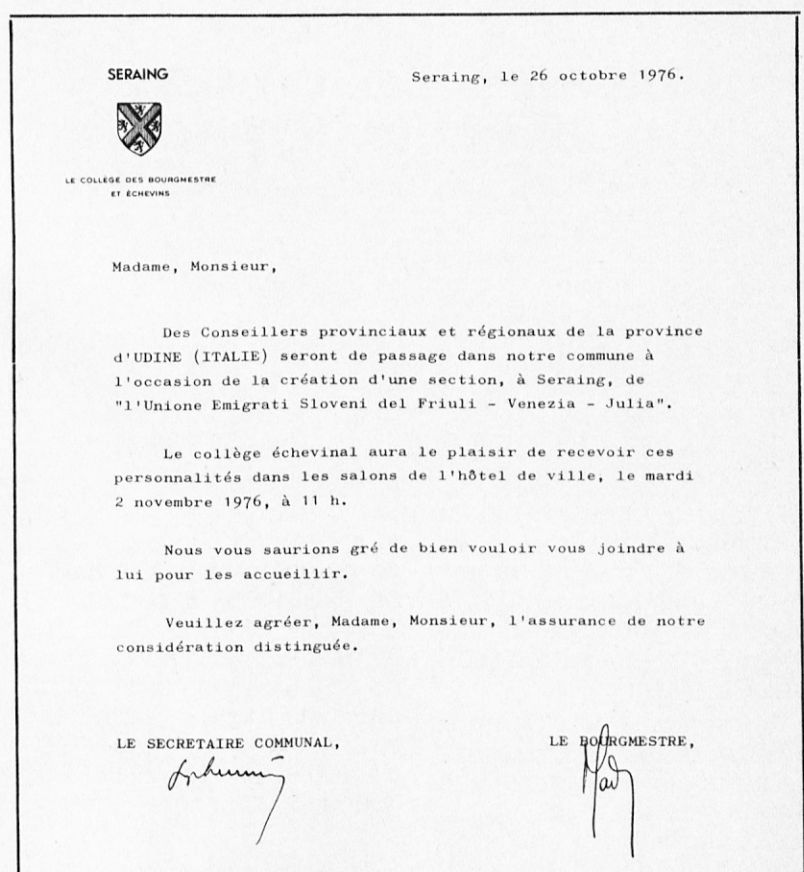 SERAING
Seraing, le 26 octobre 1976.
LE COLLÈGE DES BOURGMESTRE
ET ÉCHEVINS
Madame, Monsieur,
Des Conseillers provinciaux et régionaux de la province
d'UDINE (ITALIE) seront de passage dans notre commune à
l'occasion de la création d'une section, à Seraing, de
"l'Unione Emigrati Sloveni del Friuli - Venezia - Julia".
Le collège échevinal aura le plaisir de recevoir ces
personnalités dans les salons de l'hôtel de ville, le mardi
2 novembre 1976, à 11 h.
Nous vous saurions gré de bien vouloir vous joindre à
lui pour les accueillir.
Veuillez agréer, Madame, Monsieur, l'assurance de notre
considération distinguée.
LE SECRETAIRE COMMUNAL,
LE BOURGMESTRE,